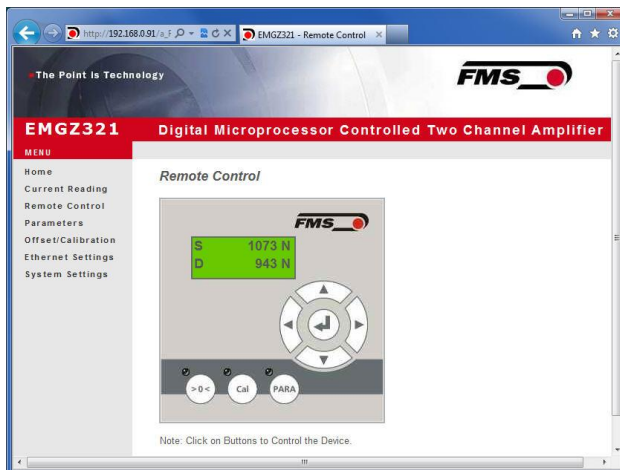 http://192.168.0.91/a_
EMGZ321 - Remote Control
The Point is Technology
FMS
EMGZ321
Digital Microprocessor Controlled Two Channel Amplifier
MENU
Home
Current Reading
Remote Control
Parameters
Offset/Calibration
Ethernet Settings
System Settings
Remote Control
FMS
S 1073 N
D 943 N
>0<
Cal
PARA
Note: Click on Buttons to Control the Device.